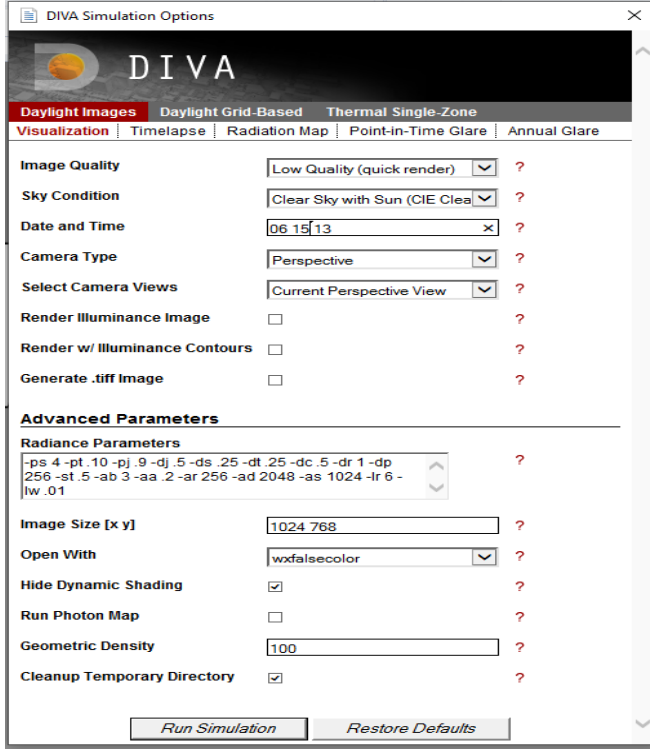 DIVA Simulation Options
DIVA
Daylight Images Daylight Grid-Based Thermal Single-Zone
Visualization Timelapse Radiation Map Point-in-Time Glare Annual Glare
Image Quality Low Quality (quick render) ?
Sky Condition Clear Sky with Sun (CIE Clea ?
Date and Time 06 15 13 ?
Camera Type Perspective ?
Select Camera Views Current Perspective View ?
Render Illuminance Image ?
Render w/ Illuminance Contours ?
Generate .tiff Image ?
Advanced Parameters
Radiance Parameters
-ps 4 -pt .10 -pj .9 -dj .5 -ds .25 -dt .25 -dc .5 -dr 1 -dp ?
256 -st .5 -ab 3 -aa .2 -ar 256 -ad 2048 -as 1024 -lr 6 -
lw .01
Image Size [x y] 1024 768 ?
Open With wxfalsecolor ?
Hide Dynamic Shading ?
Run Photon Map ?
Geometric Density 100 ?
Cleanup Temporary Directory ?
Run Simulation Restore Defaults